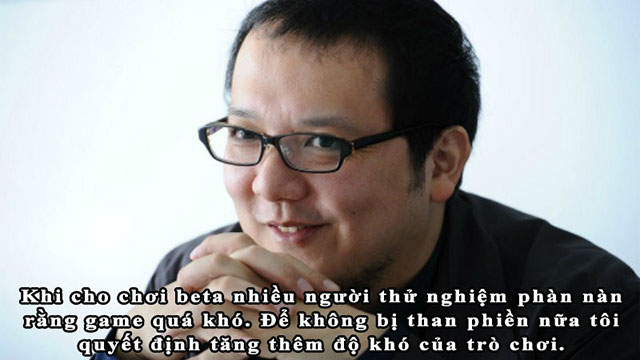 Khi cho chơi beta nhiều người thử nghiệm phàn nàn
rằng game quá khó. Để không bị than phiền nữa tôi
quyết định tăng thêm độ khó của trò chơi.